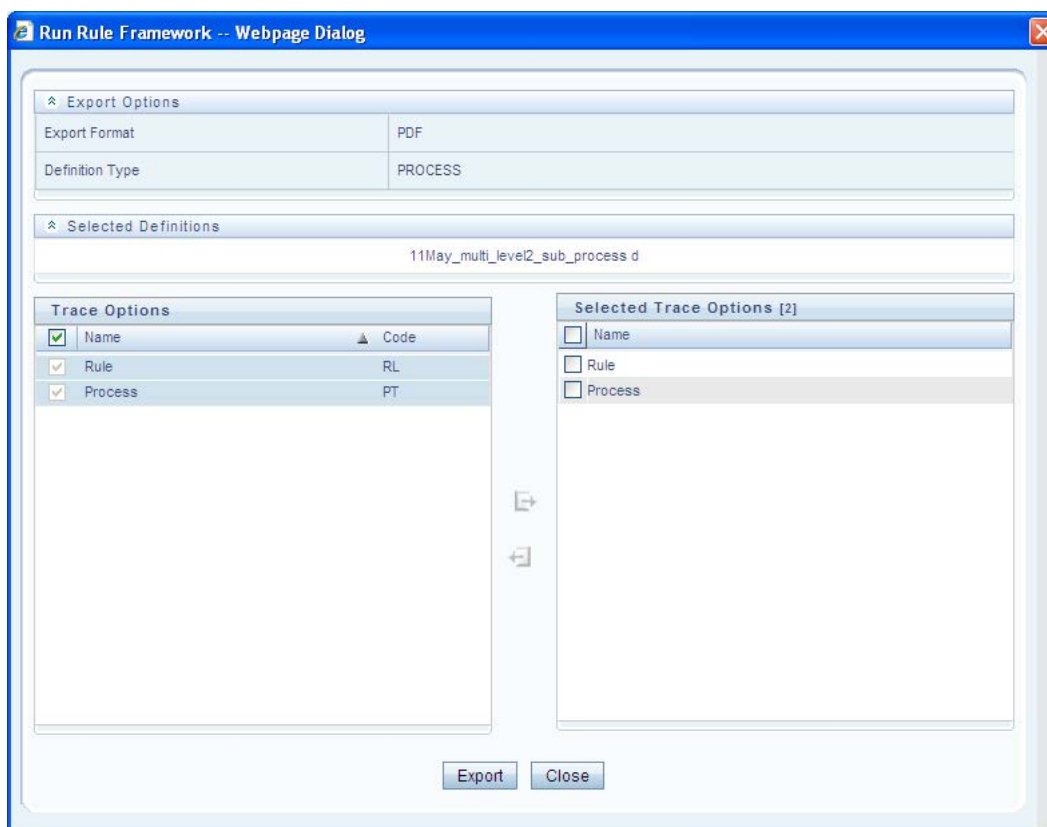 Run Rule Framework -- Webpage Dialog
Export Options
Export Format PDF
Definition Type PROCESS
Selected Definitions
11May_multi_level2_sub_process d
Trace Options
Name Code
Rule RL
Process PT
Selected Trace Options [2]
Name
Rule
Process
Export Close